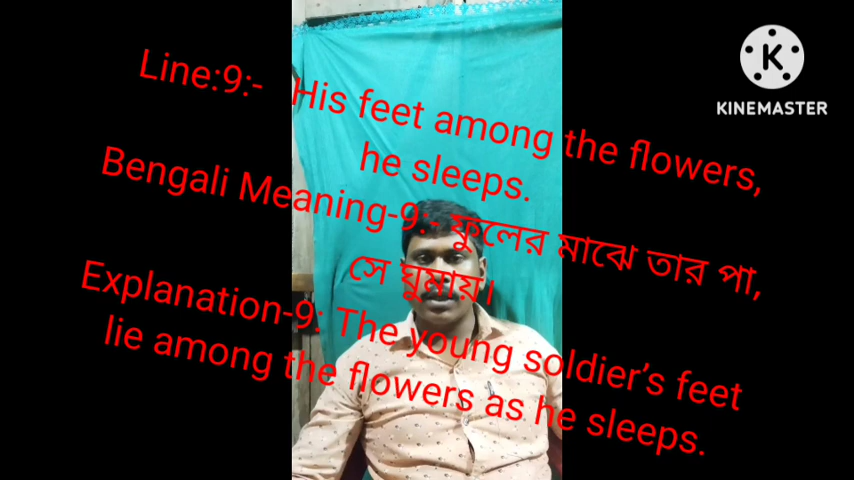 Line:9:- His feet among the flowers,
he sleeps.
Bengali Meaning-9:- ফুলের মাঝে তার পা,
সে ঘুমায়।
Explanation-9: The young soldier's feet
lie among the flowers as he sleeps.
K
KINEMASTER